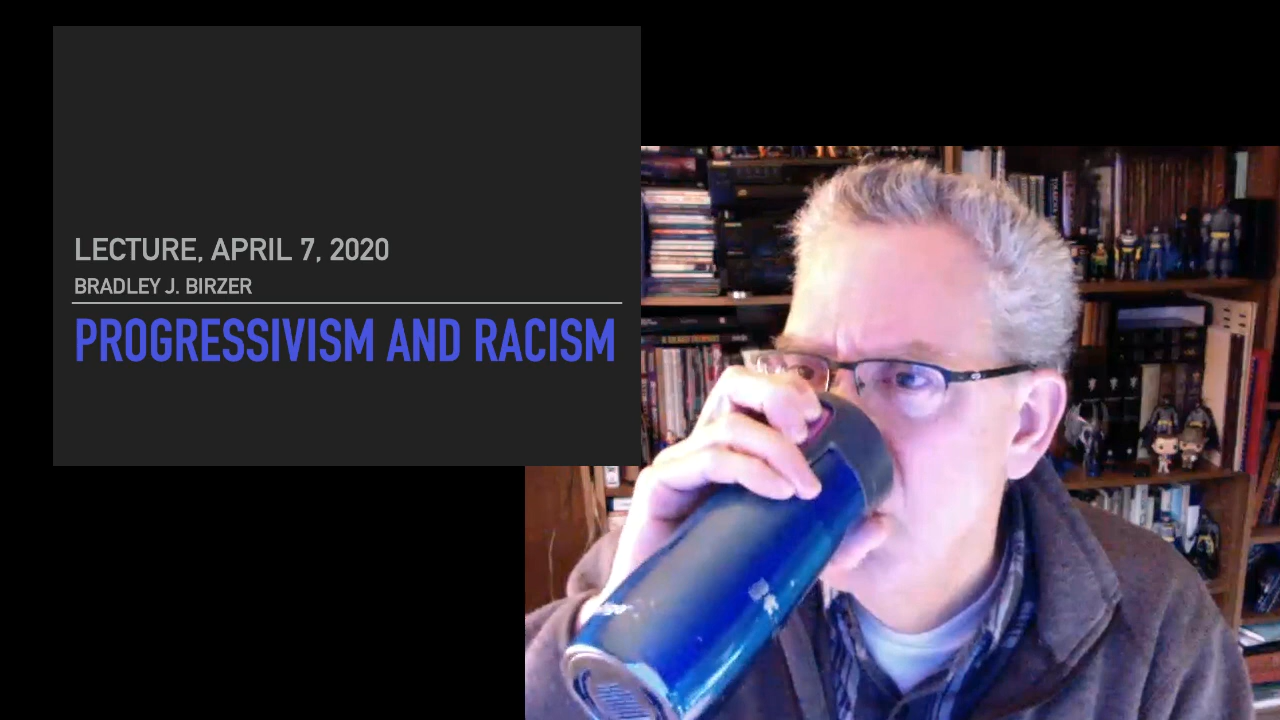 LECTURE, APRIL 7, 2020
BRADLEY J. BIRZER
PROGRESSIVISM AND RACISM